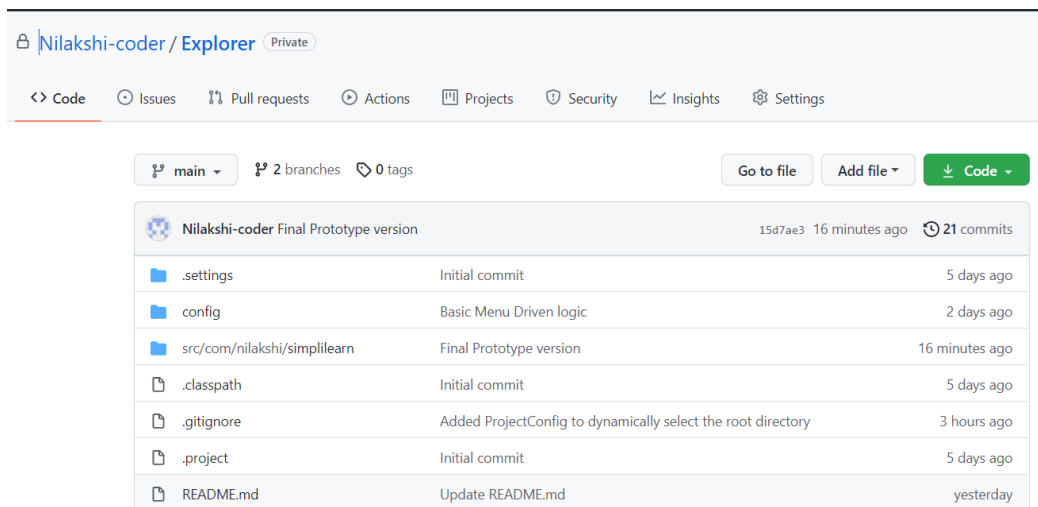 Nilakshi-coder / Explorer Private
<> Code Issues Pull requests Actions Projects Security Insights Settings
main 2 branches 0 tags Go to file Add file Code
Nilakshi-coder Final Prototype version 15d7ae3 16 minutes ago 21 commits
.settings Initial commit 5 days ago
config Basic Menu Driven logic 2 days ago
src/com/nilakshi/simplilearn Final Prototype version 16 minutes ago
.classpath Initial commit 5 days ago
.gitignore Added ProjectConfig to dynamically select the root directory 3 hours ago
.project Initial commit 5 days ago
README.md Update README.md yesterday